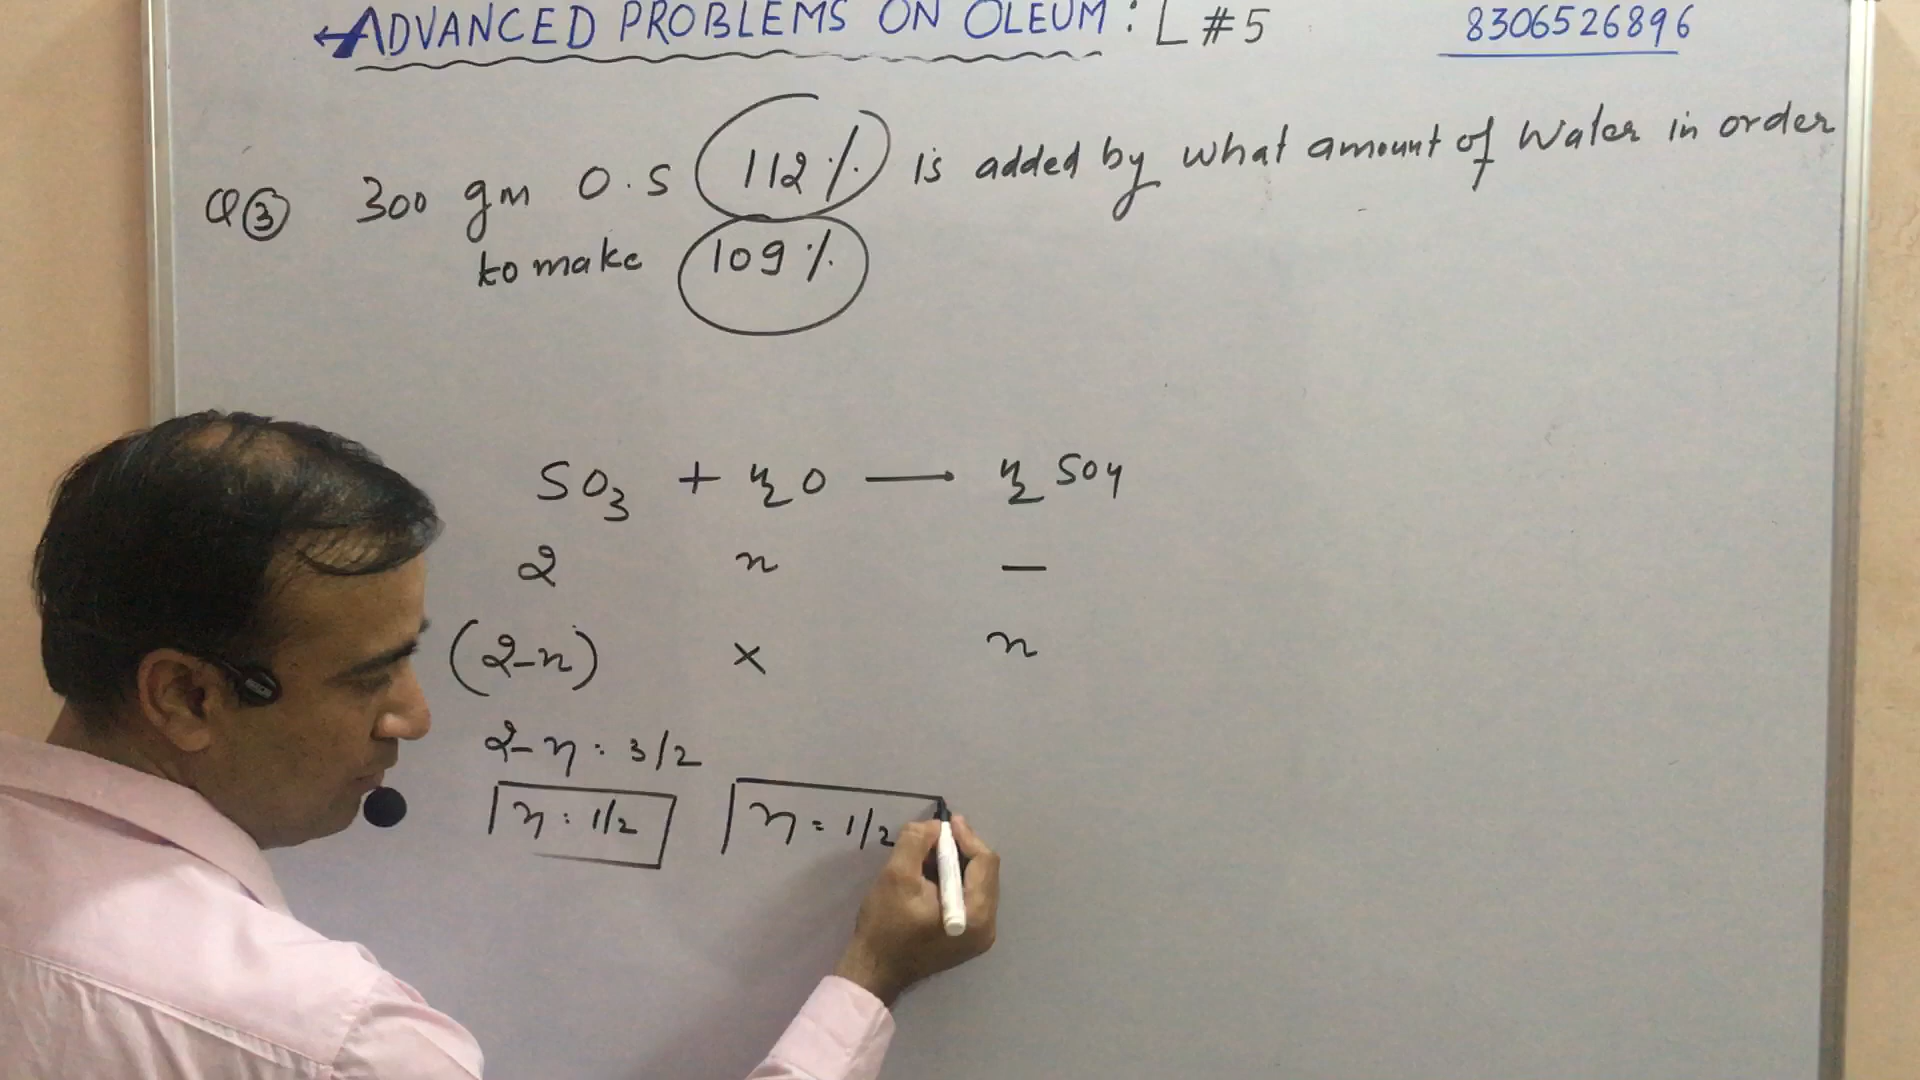 ADVANCED PROBLEMS ON OLEUM : L #5
8306526896
Q ③ 300 gm O.S 112 % is added by what amount of Water in order
to make 109 %
SO3 + H2O → H2SO4
2 n —
(2-n) × n
2-n = 3/2
n = 1/2 n = 1/2